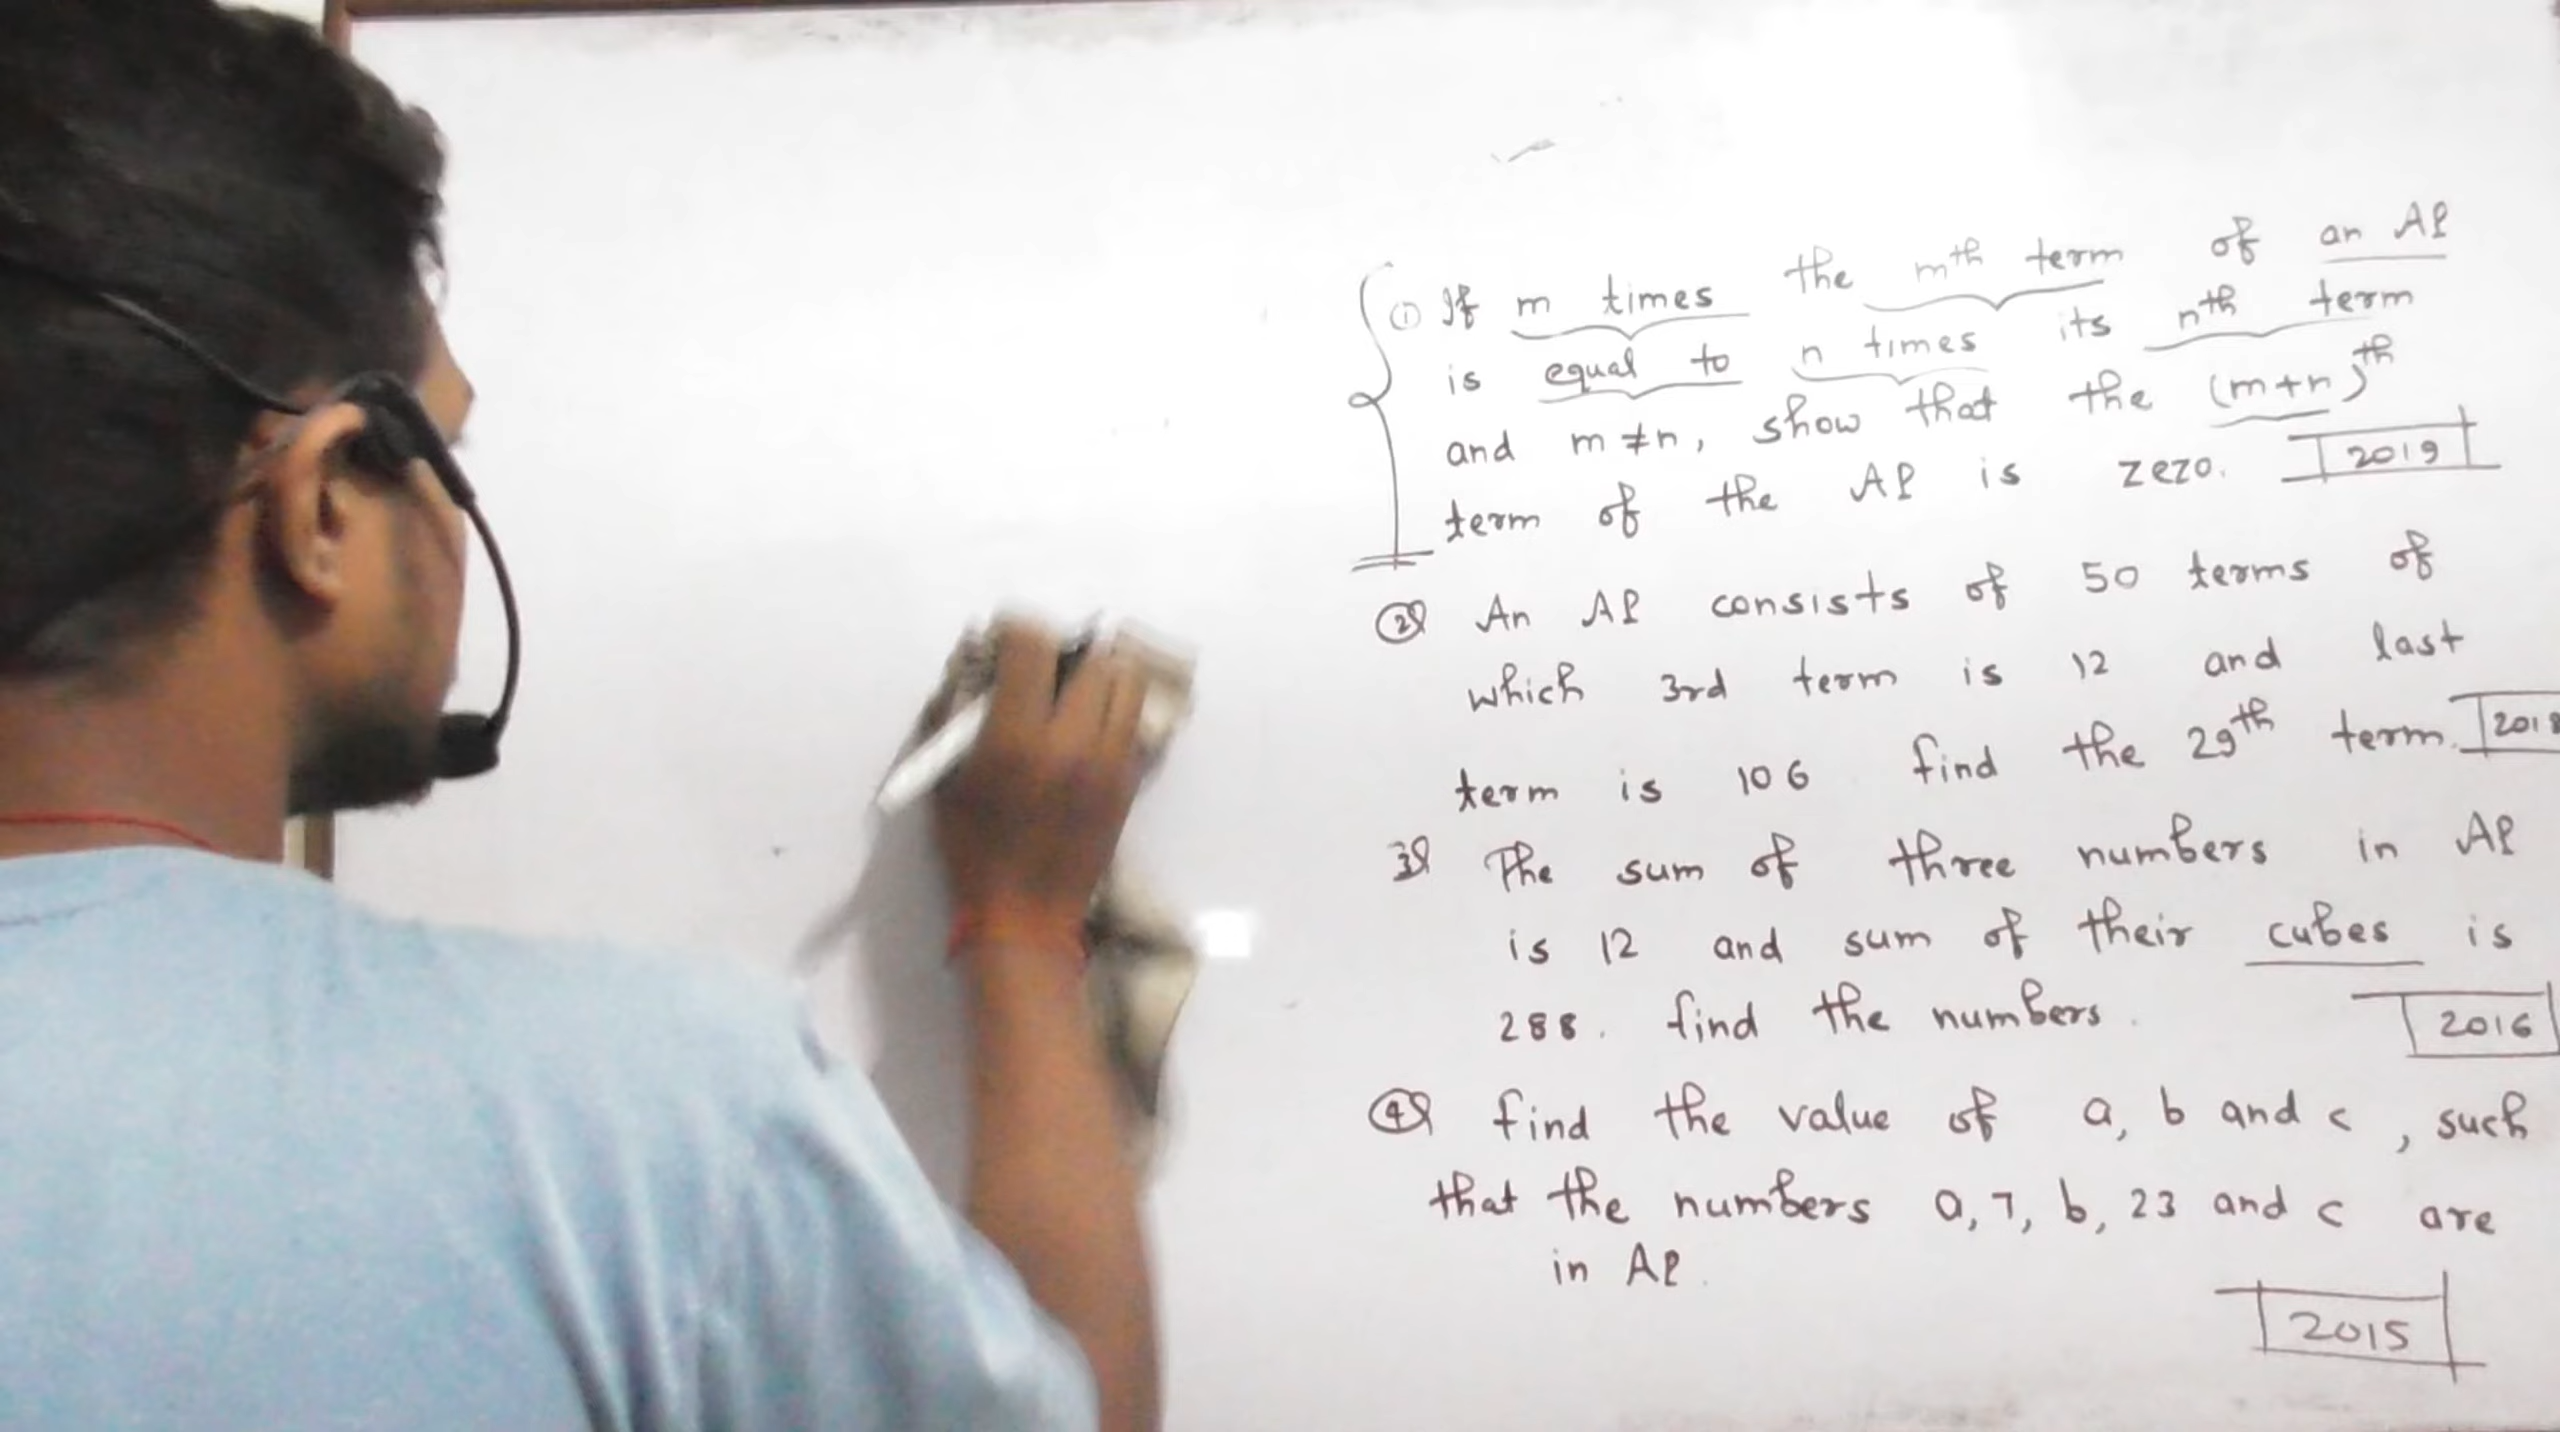 ① If m times the mth term of an AP
is equal to n times its nth term
and m ≠ n, show that the (m+n)th
term of the AP is zezo. 2019
② An AP consists of 50 terms of
which 3rd term is 12 and last
term is 106 find the 29th term. 2018
3) The sum of three numbers in AP
is 12 and sum of their cubes is
288. find the numbers.
2016
④ find the value of a, b and c, such
that the numbers a, 7, b, 23 and c are
in AP.
2015